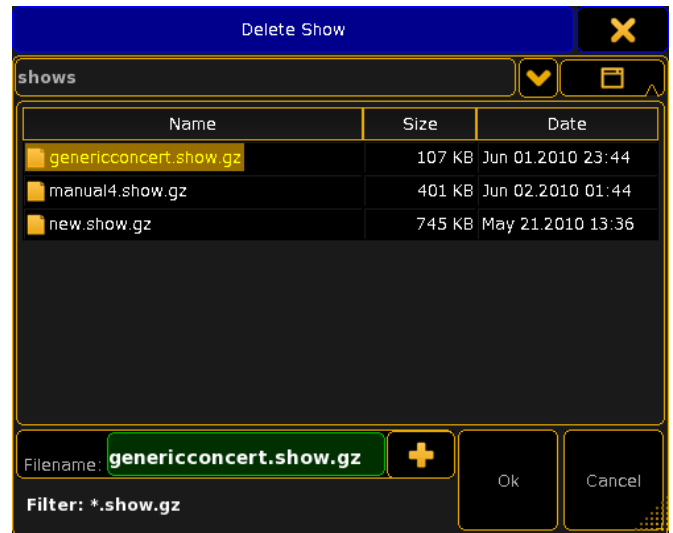 Delete Show
shows
Name Size Date
genericconcert.show.gz 107 KB Jun 01.2010 23:44
manual4.show.gz 401 KB Jun 02.2010 01:44
new.show.gz 745 KB May 21.2010 13:36
Filename: genericconcert.show.gz
Ok Cancel
Filter: *.show.gz